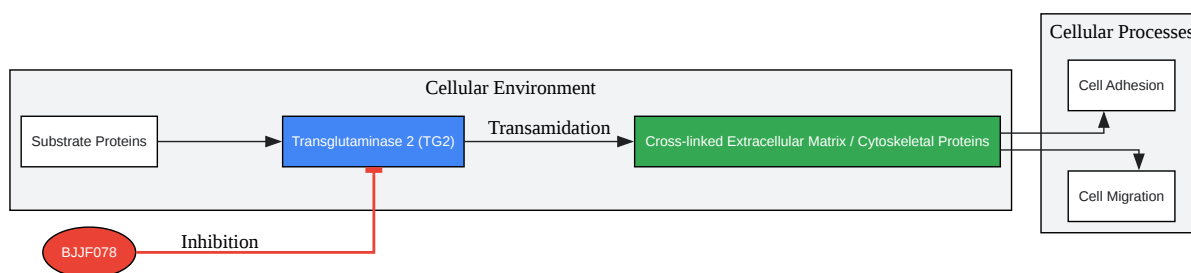 Cellular Processes
Cell Adhesion
Cellular Environment
Substrate Proteins
Transglutaminase 2 (TG2)
Transamidation
Cross-linked Extracellular Matrix / Cytoskeletal Proteins
Cell Migration
BJJF078
Inhibition